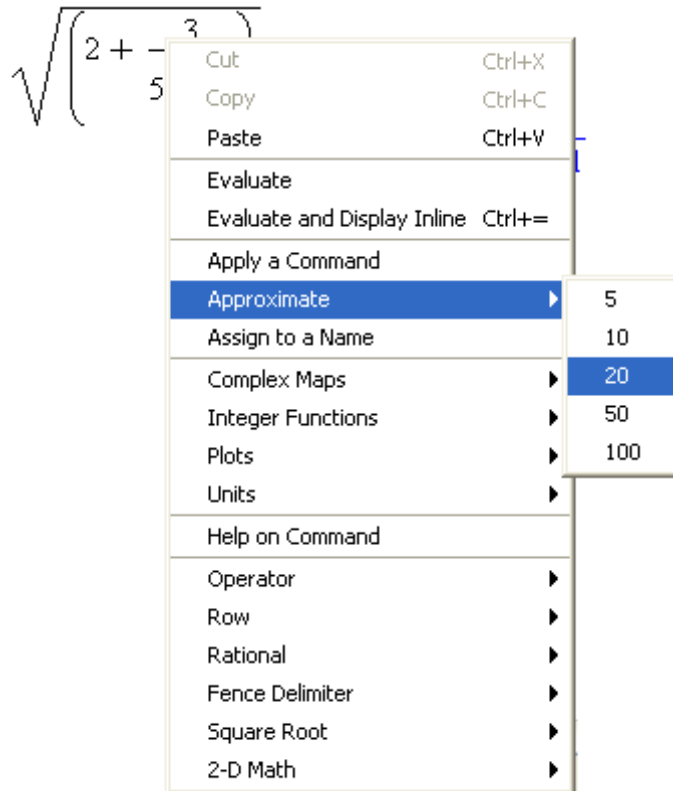 √(2 + 3
5
Cut Ctrl+X
Copy Ctrl+C
Paste Ctrl+V
Evaluate
Evaluate and Display Inline Ctrl+=
Apply a Command
Approximate
5
Assign to a Name
10
Complex Maps
20
Integer Functions
50
Plots
100
Units
Help on Command
Operator
Row
Rational
Fence Delimiter
Square Root
2-D Math